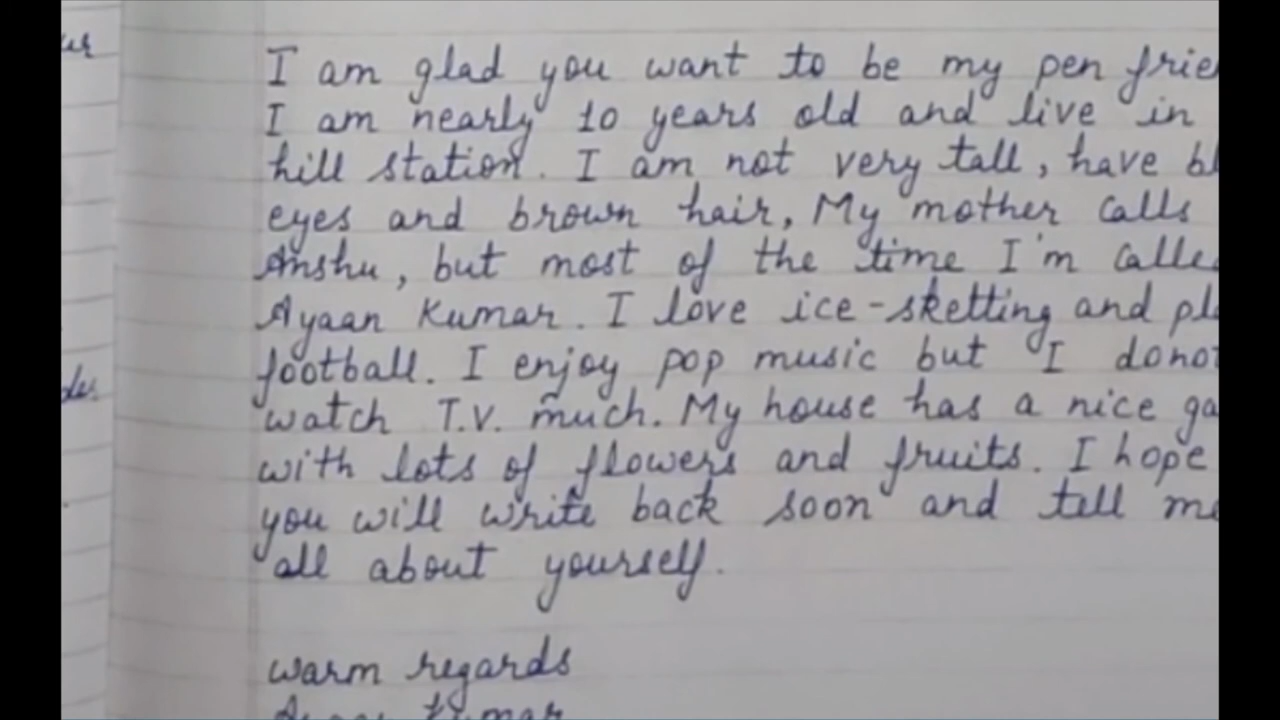 ur
I am glad you want to be my pen frie
I am nearly 10 years old and live in
hill station. I am not very tall, have bl
eyes and brown hair, My mother calls
Anshu, but most of the time I'm calle
Ayaan Kumar. I love ice-sketting and pl
football. I enjoy pop music but I donot
watch T.V. much. My house has a nice ga
with lots of flowers and fruits. I hope
you will write back soon and tell me
all about yourself.
warm regards